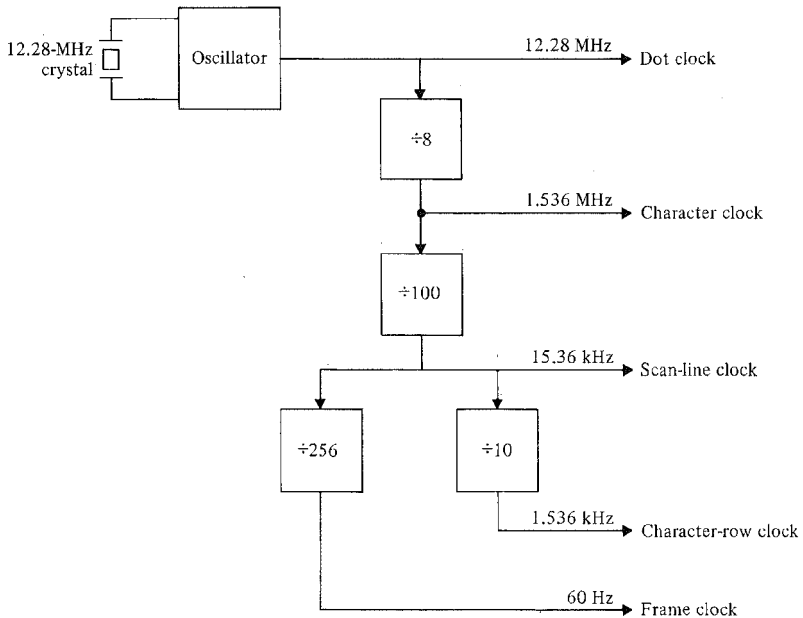 12.28-MHz
crystal
Oscillator
12.28 MHz
Dot clock
÷8
1.536 MHz
Character clock
÷100
15.36 kHz
Scan-line clock
÷256
÷10
1.536 kHz
Character-row clock
60 Hz
Frame clock